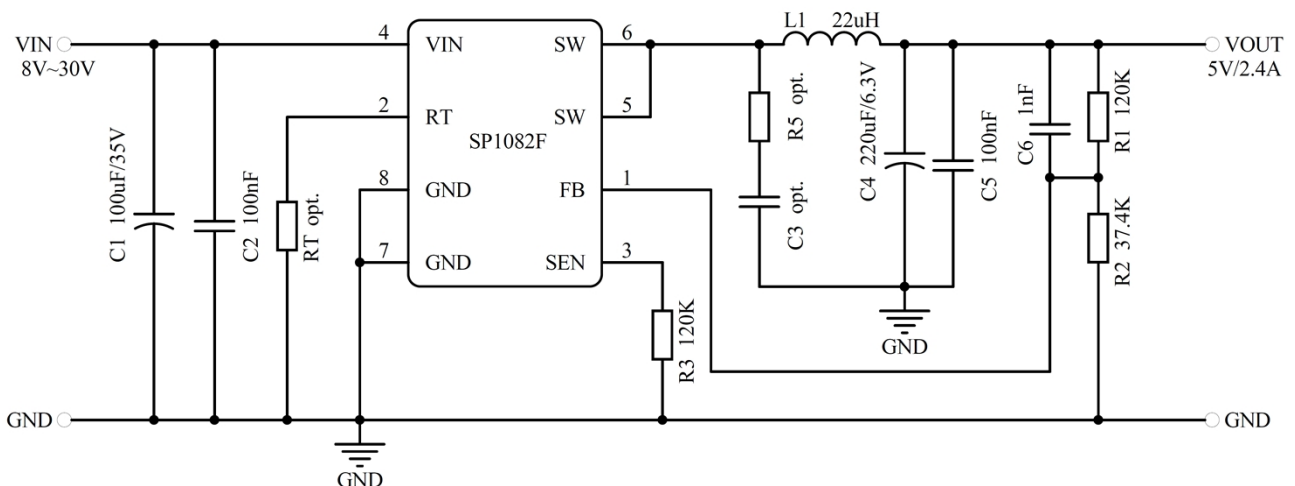 VIN
8V~30V
4
VIN
SW
6
L1 22uH
VOUT
5V/2.4A
2
RT
SP1082F
SW
5
8
GND
FB
1
7
GND
SEN
3
C1 100uF/35V
C2 100nF
RT opt.
R3 120K
R5 opt.
C3 opt.
C4 220uF/6.3V
C5 100nF
C6 1nF
R1 120K
R2 37.4K
GND
GND
GND
GND